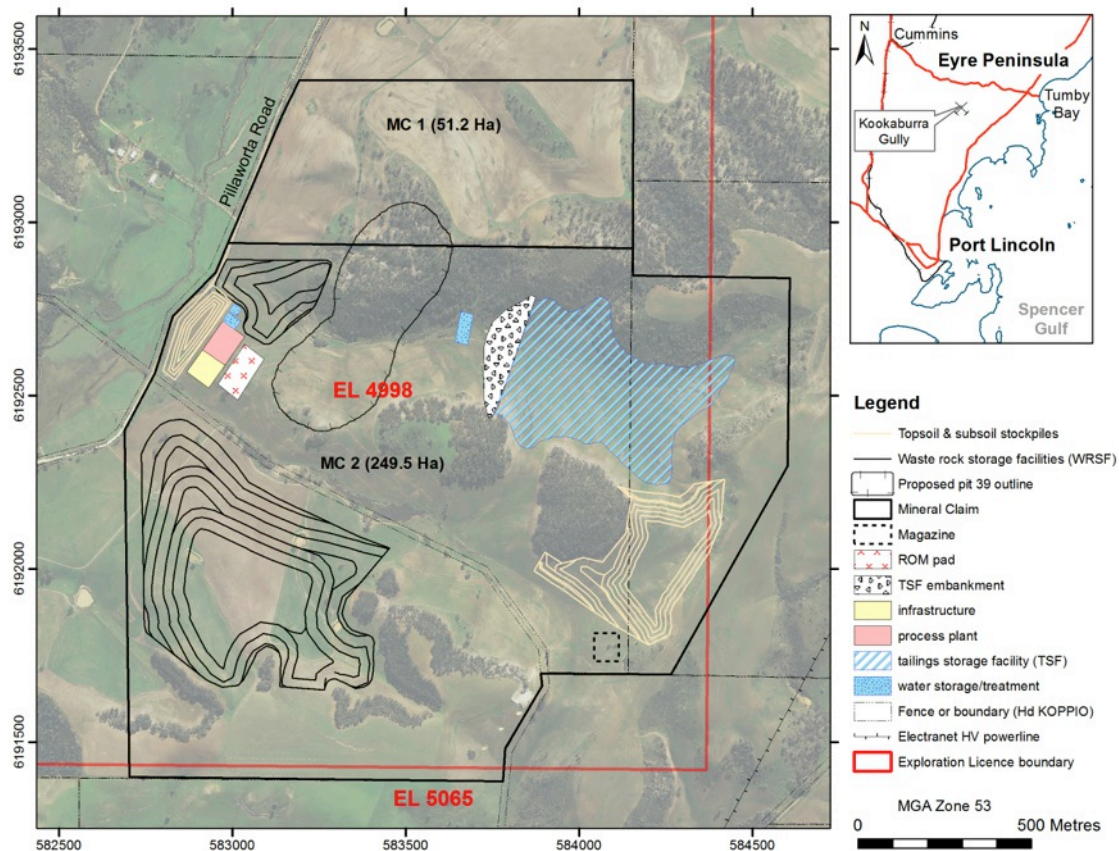 6193500
6193000
6192500
6192000
6191500
582500
583000
583500
584000
584500
Pillaworta Road
MC 1 (51.2 Ha)
EL 4998
MC 2 (249.5 Ha)
EL 5065
N
Cummins
Eyre Peninsula
Tumby
Bay
Kookaburra
Gully
Port Lincoln
Spencer
Gulf
Legend
Topsoil & subsoil stockpiles
Waste rock storage facilities (WRSF)
Proposed pit 39 outline
Mineral Claim
Magazine
ROM pad
TSF embankment
infrastructure
process plant
tailings storage facility (TSF)
water storage/treatment
Fence or boundary (Hd KOPPIO)
Electranet HV powerline
Exploration Licence boundary
MGA Zone 53
0 500 Metres